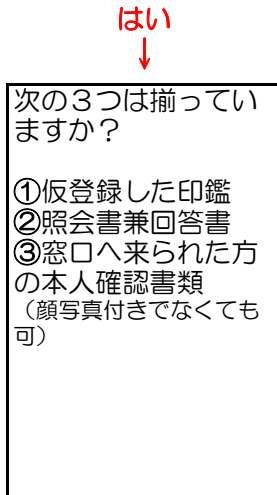 はい
↓
次の３つは揃ってい
ますか？
①仮登録した印鑑
②照会書兼回答書
③窓口へ来られた方
の本人確認書類
（顔写真付きでなくても
可）